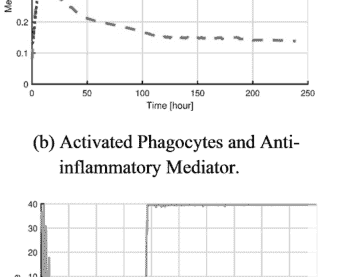 Me
0.2
0.1
0
0 50 100 150 200 250
Time [hour]
(b) Activated Phagocytes and Anti-
inflammatory Mediator.
40
30
20
10